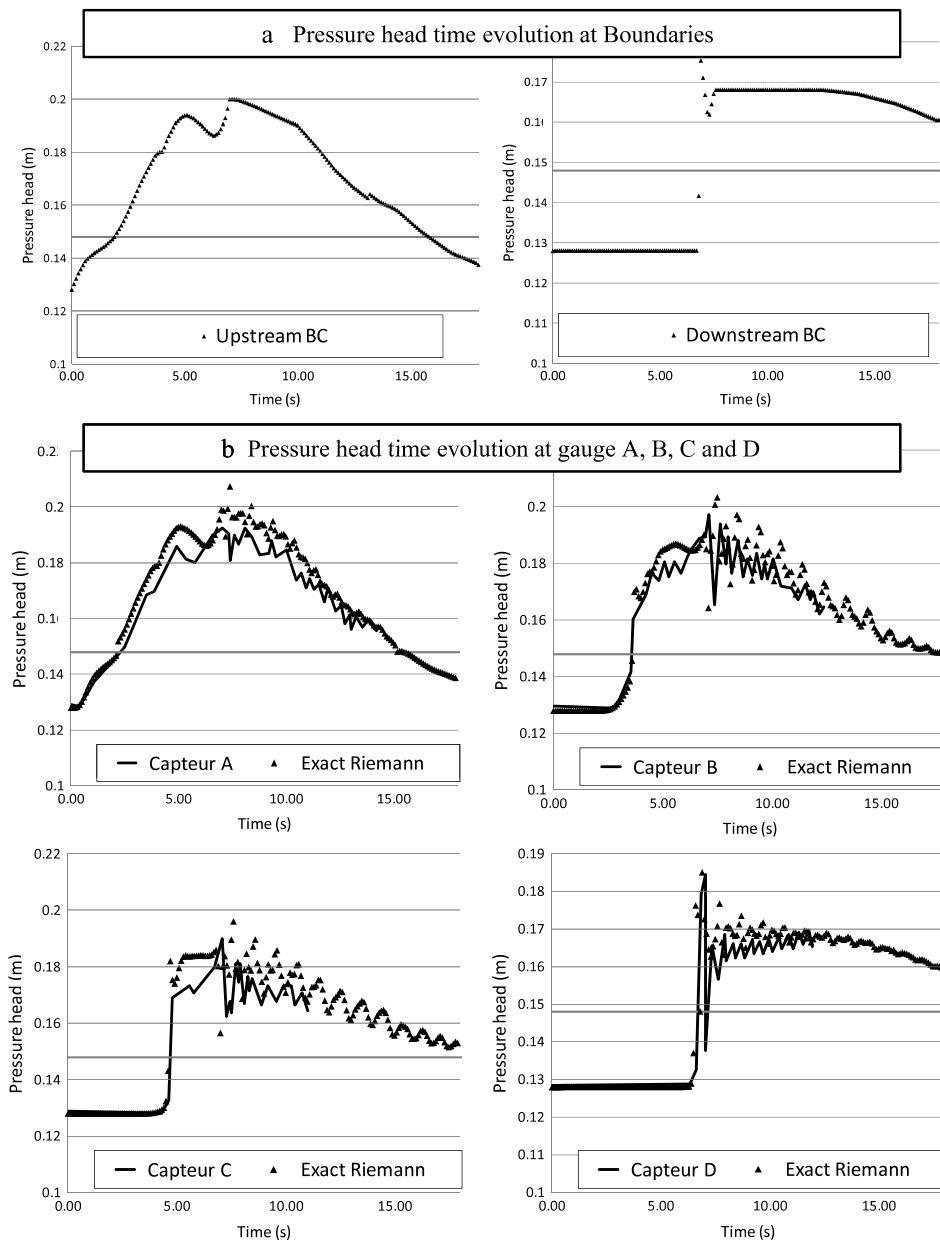 a Pressure head time evolution at Boundaries
0.22
0.2
0.18
0.16
0.14
0.12
0.1
Pressure head (m)
Upstream BC
0.00 5.00 10.00 15.00
Time (s)
0.17
0.15
0.14
0.13
0.12
0.11
0.1
Pressure head (m)
Downstream BC
0.00 5.00 10.00 15.00
Time (s)
b Pressure head time evolution at gauge A, B, C and D
0.2
0.18
0.14
0.12
0.1
Pressure head (m)
Capteur A Exact Riemann
0.00 5.00 10.00 15.00
Time (s)
0.2
0.18
0.16
0.14
0.12
0.1
Pressure head (m)
Capteur B Exact Riemann
0.00 5.00 10.00 15.00
Time (s)
0.22
0.2
0.18
0.16
0.14
0.12
0.1
Pressure head (m)
Capteur C Exact Riemann
0.00 5.00 10.00 15.00
Time (s)
0.19
0.18
0.17
0.16
0.15
0.14
0.13
0.12
0.11
0.1
Pressure head (m)
Capteur D Exact Riemann
0.00 5.00 10.00 15.00
Time (s)